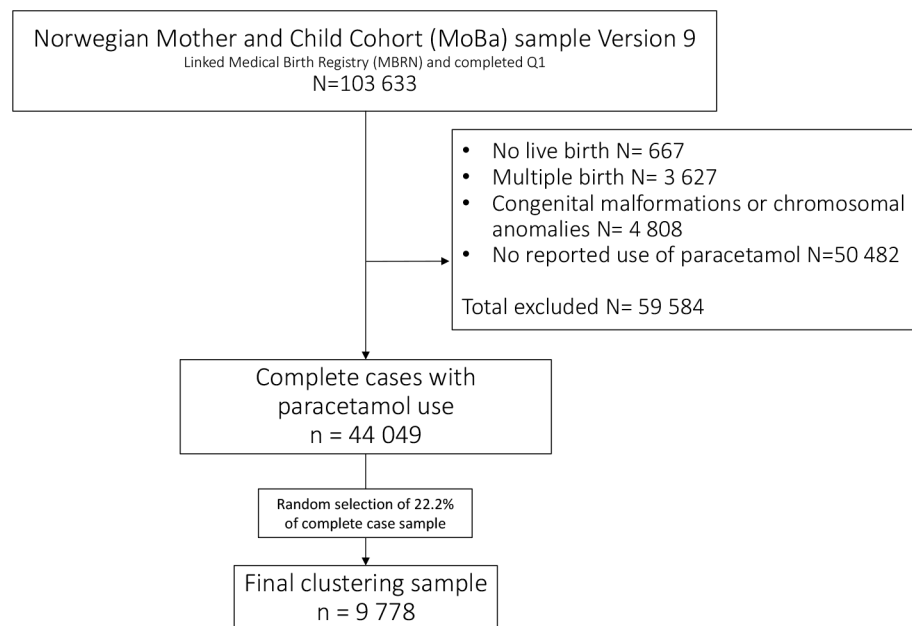 Norwegian Mother and Child Cohort (MoBa) sample Version 9
Linked Medical Birth Registry (MBRN) and completed Q1
N=103 633
• No live birth N= 667
• Multiple birth N= 3 627
• Congenital malformations or chromosomal
anomalies N= 4 808
• No reported use of paracetamol N=50 482
Total excluded N= 59 584
Complete cases with
paracetamol use
n = 44 049
Random selection of 22.2%
of complete case sample
Final clustering sample
n = 9 778